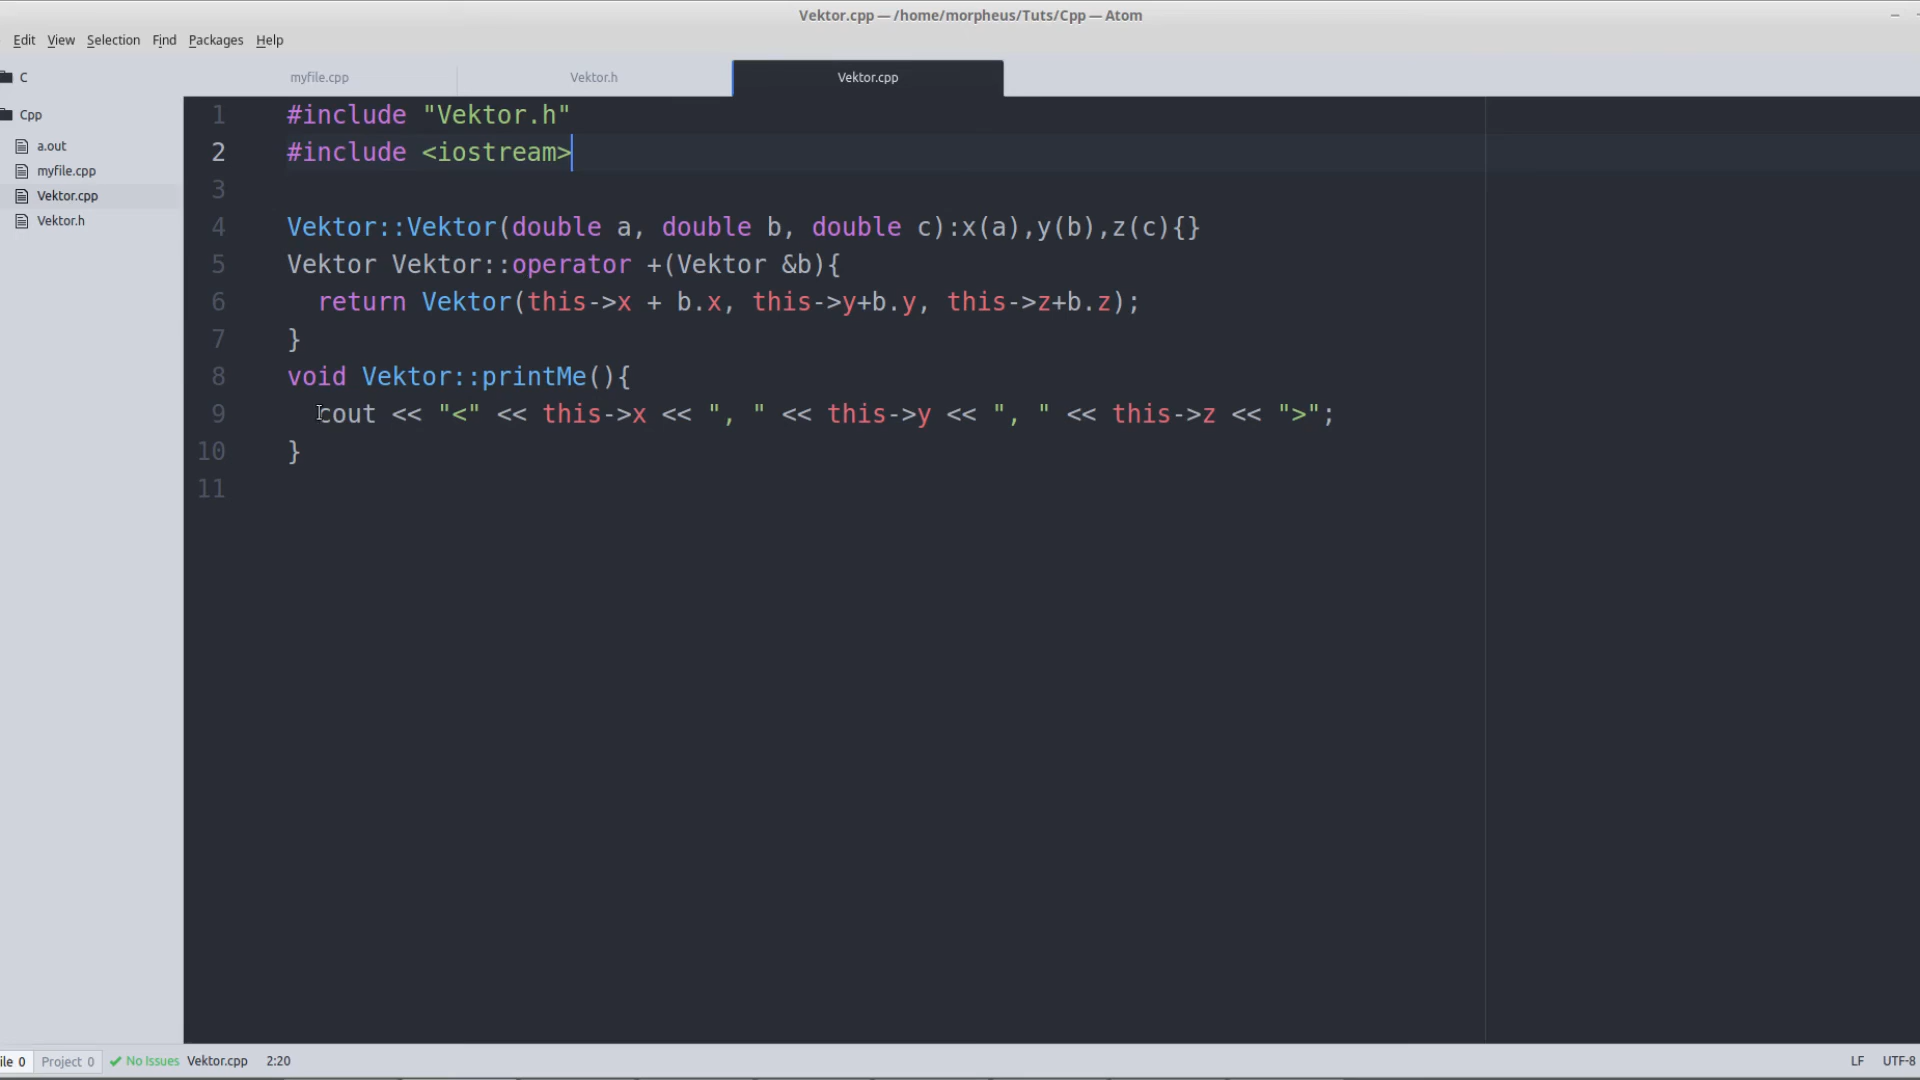 Vektor.cpp — /home/morpheus/Tuts/Cpp — Atom
Edit View Selection Find Packages Help
C
Cpp
a.out
myfile.cpp
Vektor.cpp
Vektor.h
myfile.cpp Vektor.h Vektor.cpp
1 #include "Vektor.h"
2 #include <iostream>
3
4 Vektor::Vektor(double a, double b, double c):x(a),y(b),z(c){}
5 Vektor Vektor::operator +(Vektor &b){
6   return Vektor(this->x + b.x, this->y+b.y, this->z+b.z);
7 }
8 void Vektor::printMe(){
9   cout << "<" << this->x << ", " << this->y << ", " << this->z << ">";
10 }
11
ile 0 Project 0 No Issues Vektor.cpp 2:20 LF UTF-8